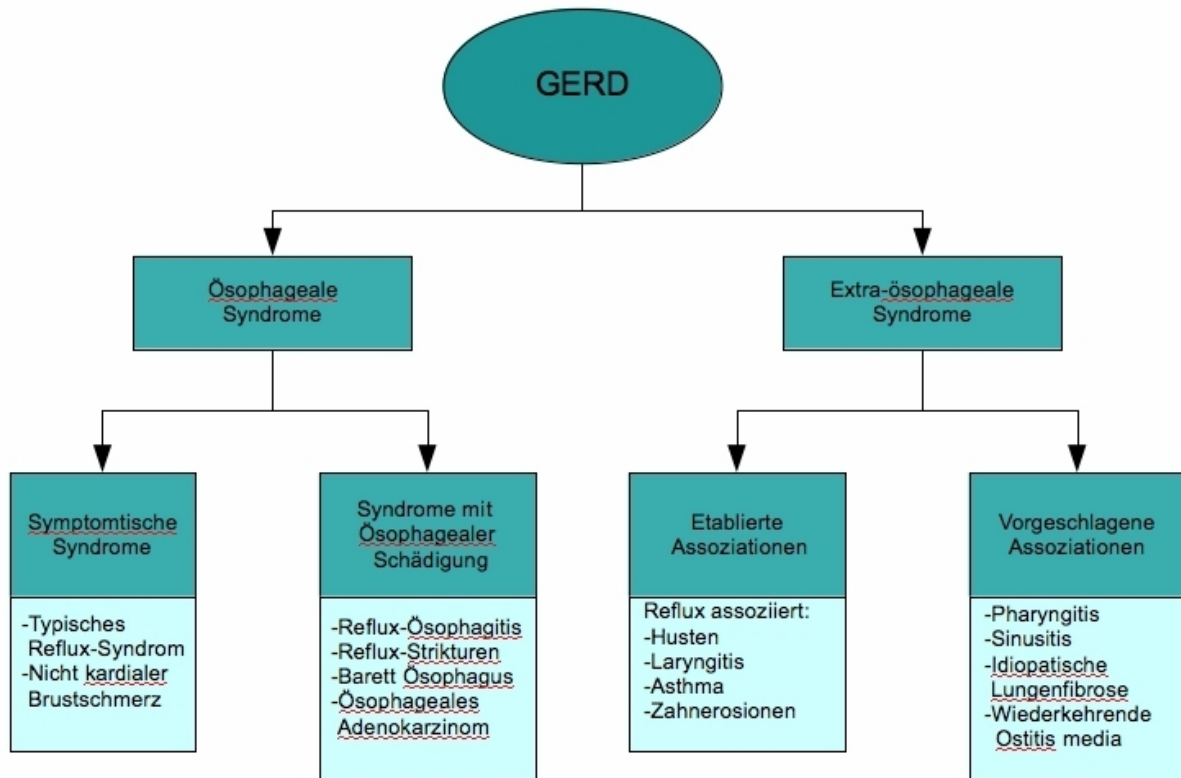 GERD
Ösophageale
Syndrome
Extra-ösophageale
Syndrome
Symptomtische
Syndrome
-Typisches
Reflux-Syndrom
-Nicht kardialer
Brustschmerz
Syndrome mit
Ösophagealer
Schädigung
-Reflux-Ösophagitis
-Reflux-Strikturen
-Barett Ösophagus
-Ösophageales
Adenokarzinom
Etablierte
Assoziationen
Reflux assoziiert:
-Husten
-Laryngitis
-Asthma
-Zahnerosionen
Vorgeschlagene
Assoziationen
-Pharyngitis
-Sinusitis
-Idiopatische
Lungenfibrose
-Wiederkehrende
Ostitis media